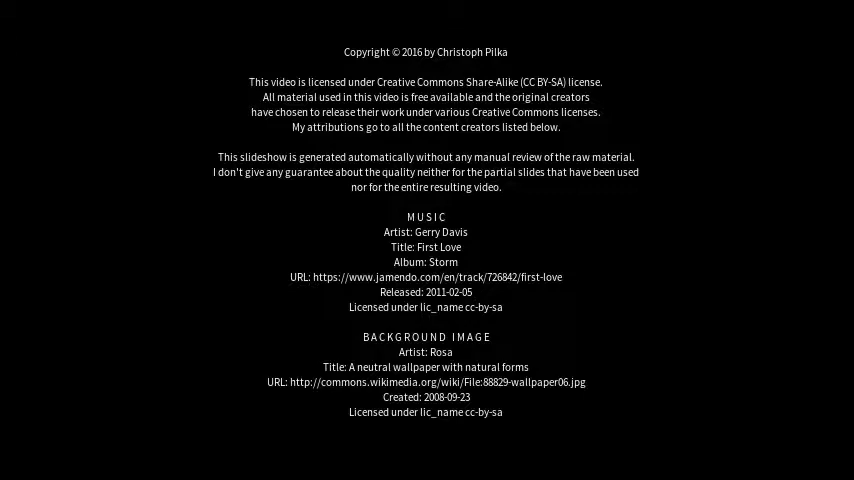 Copyright © 2016 by Christoph Pilka
This video is licensed under Creative Commons Share-Alike (CC BY-SA) license.
All material used in this video is free available and the original creators
have chosen to release their work under various Creative Commons licenses.
My attributions go to all the content creators listed below.
This slideshow is generated automatically without any manual review of the raw material.
I don't give any guarantee about the quality neither for the partial slides that have been used
nor for the entire resulting video.
MUSIC
Artist: Gerry Davis
Title: First Love
Album: Storm
URL: https://www.jamendo.com/en/track/726842/first-love
Released: 2011-02-05
Licensed under lic_name cc-by-sa
BACKGROUND IMAGE
Artist: Rosa
Title: A neutral wallpaper with natural forms
URL: http://commons.wikimedia.org/wiki/File:88829-wallpaper06.jpg
Created: 2008-09-23
Licensed under lic_name cc-by-sa